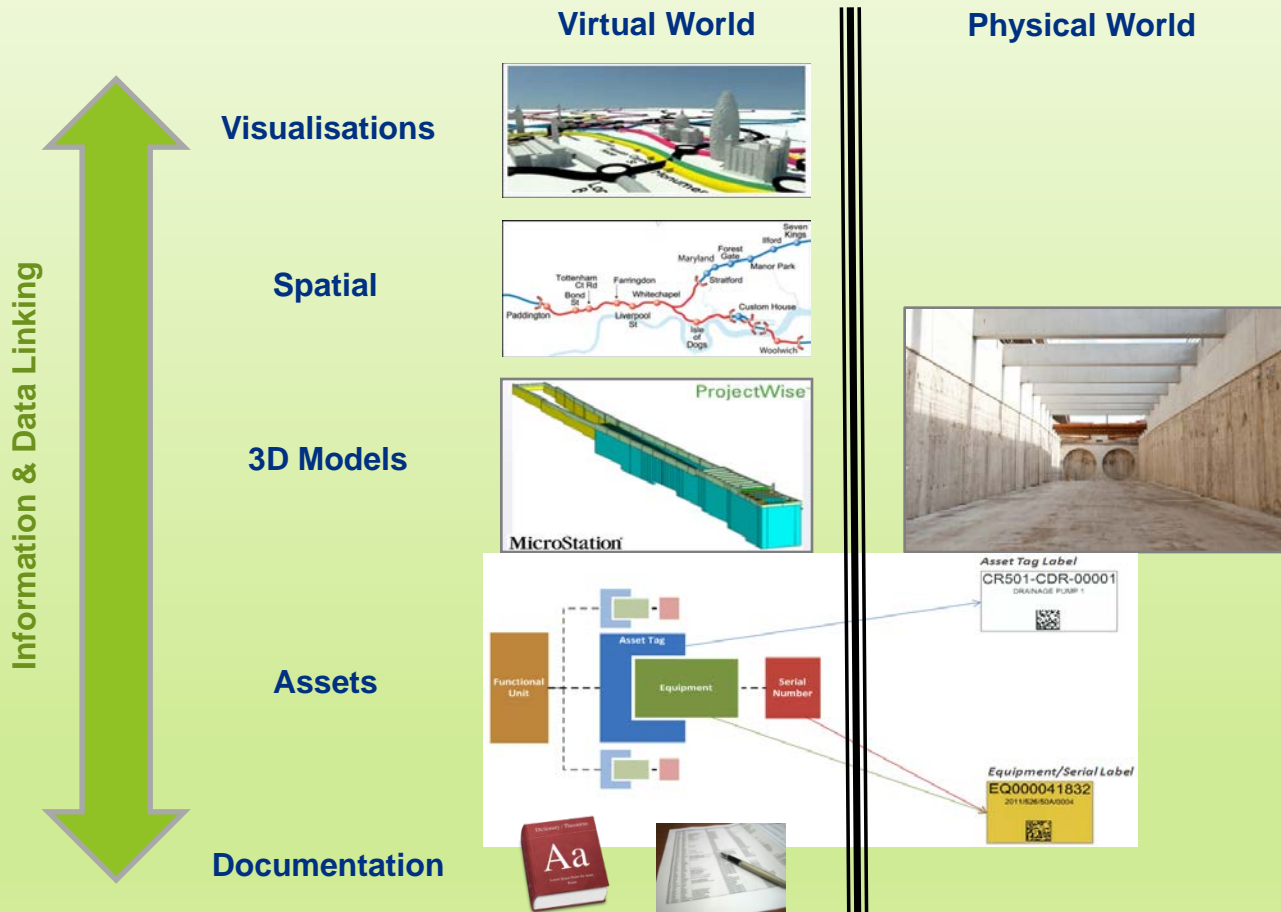 Virtual World
Physical World
Information & Data Linking
Visualisations
Monument
Spatial
Seven
Kings
Ilford
Forest
Gate
Maryland
Manor Park
Stratford
Tottenham
Ct Rd
Farringdon
Bond
St
Whitechapel
Custom House
Paddington
Liverpool
St
Isle
of
Dogs
Woolwich
3D Models
ProjectWise
MicroStation
Assets
Functional
Unit
Asset Tag
Equipment
Serial
Number
Asset Tag Label
CR501-CDR-00001
DRAINAGE PUMP 1
Equipment/Serial Label
EQ000041832
2011/526/50A/0004
Documentation
Dictionary | Thesaurus
Aa